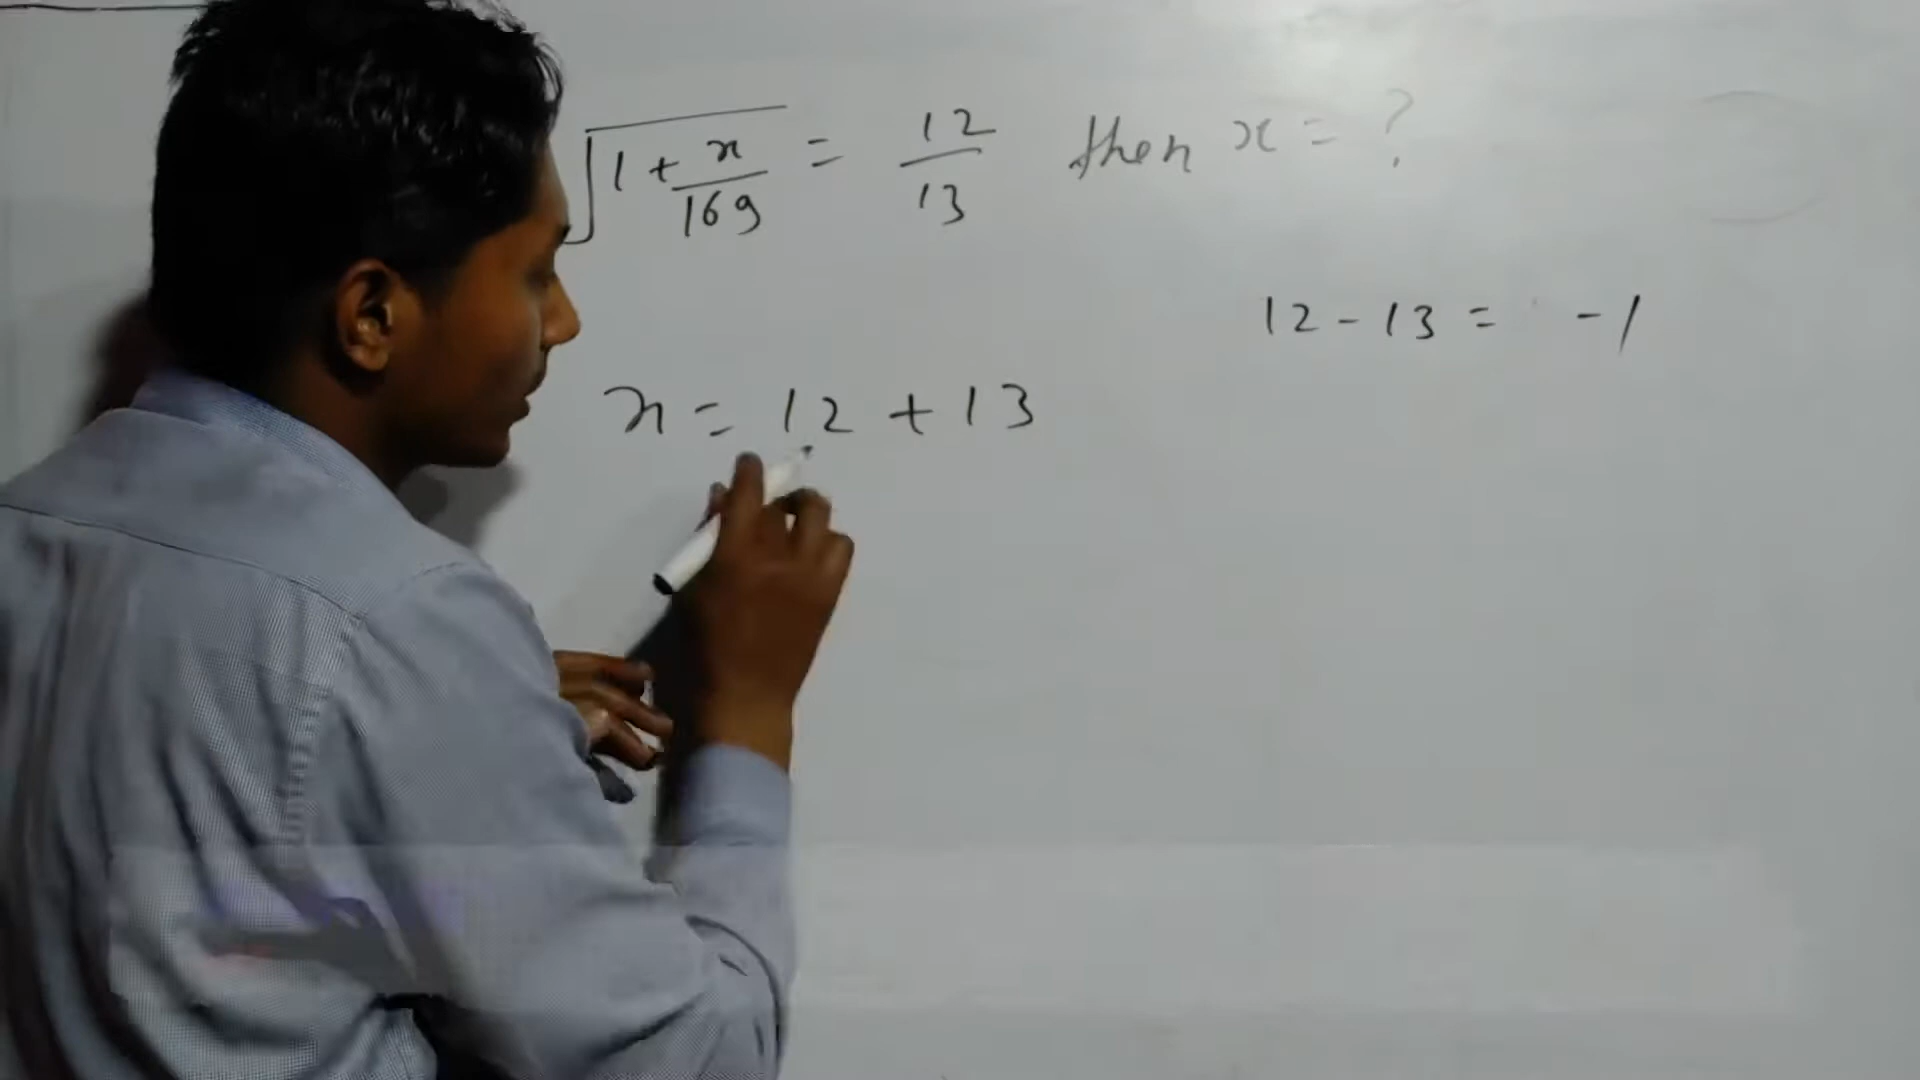 √(1 + x/169) = 12/13 then x = ?
12 - 13 = -1
x = 12 + 13